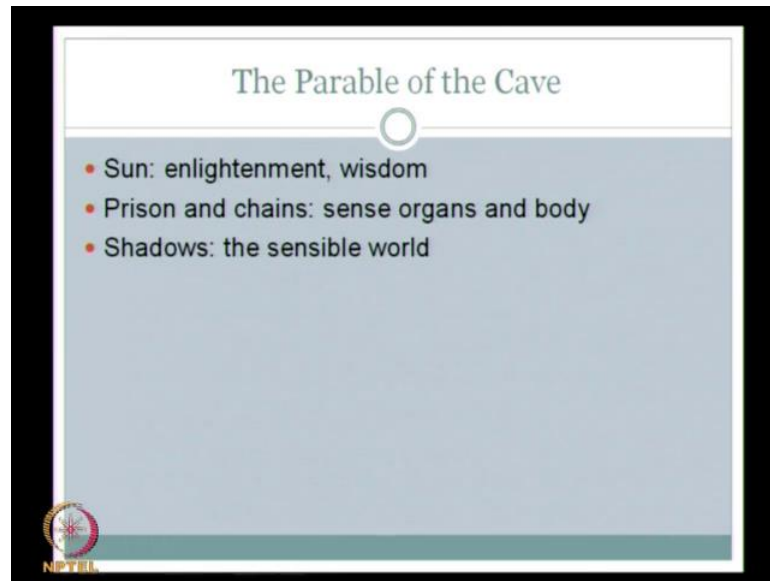 The Parable of the Cave
• Sun: enlightenment, wisdom
• Prison and chains: sense organs and body
• Shadows: the sensible world
NPTEL